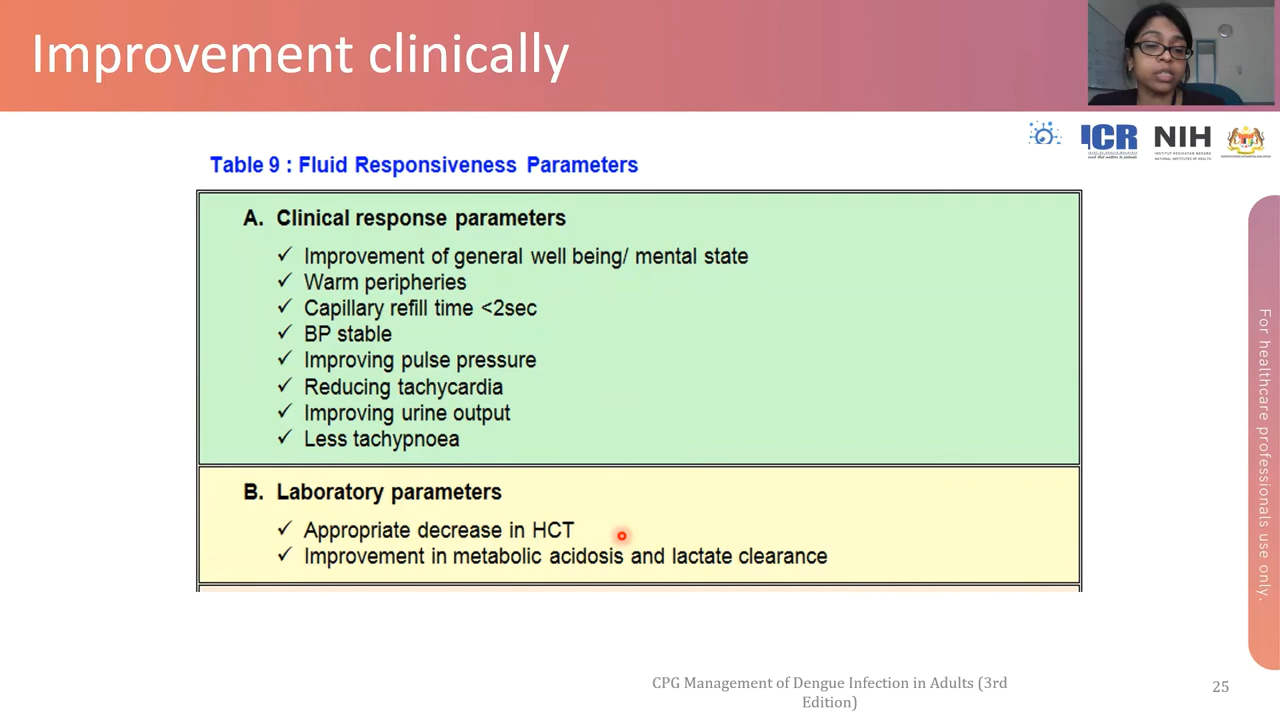 Improvement clinically
ICR
NIH
Table 9 : Fluid Responsiveness Parameters
A. Clinical response parameters
✓ Improvement of general well being/ mental state
✓ Warm peripheries
✓ Capillary refill time <2sec
✓ BP stable
✓ Improving pulse pressure
✓ Reducing tachycardia
✓ Improving urine output
✓ Less tachypnoea
B. Laboratory parameters
✓ Appropriate decrease in HCT
✓ Improvement in metabolic acidosis and lactate clearance
For healthcare professionals use only.
CPG Management of Dengue Infection in Adults (3rd
Edition)
25